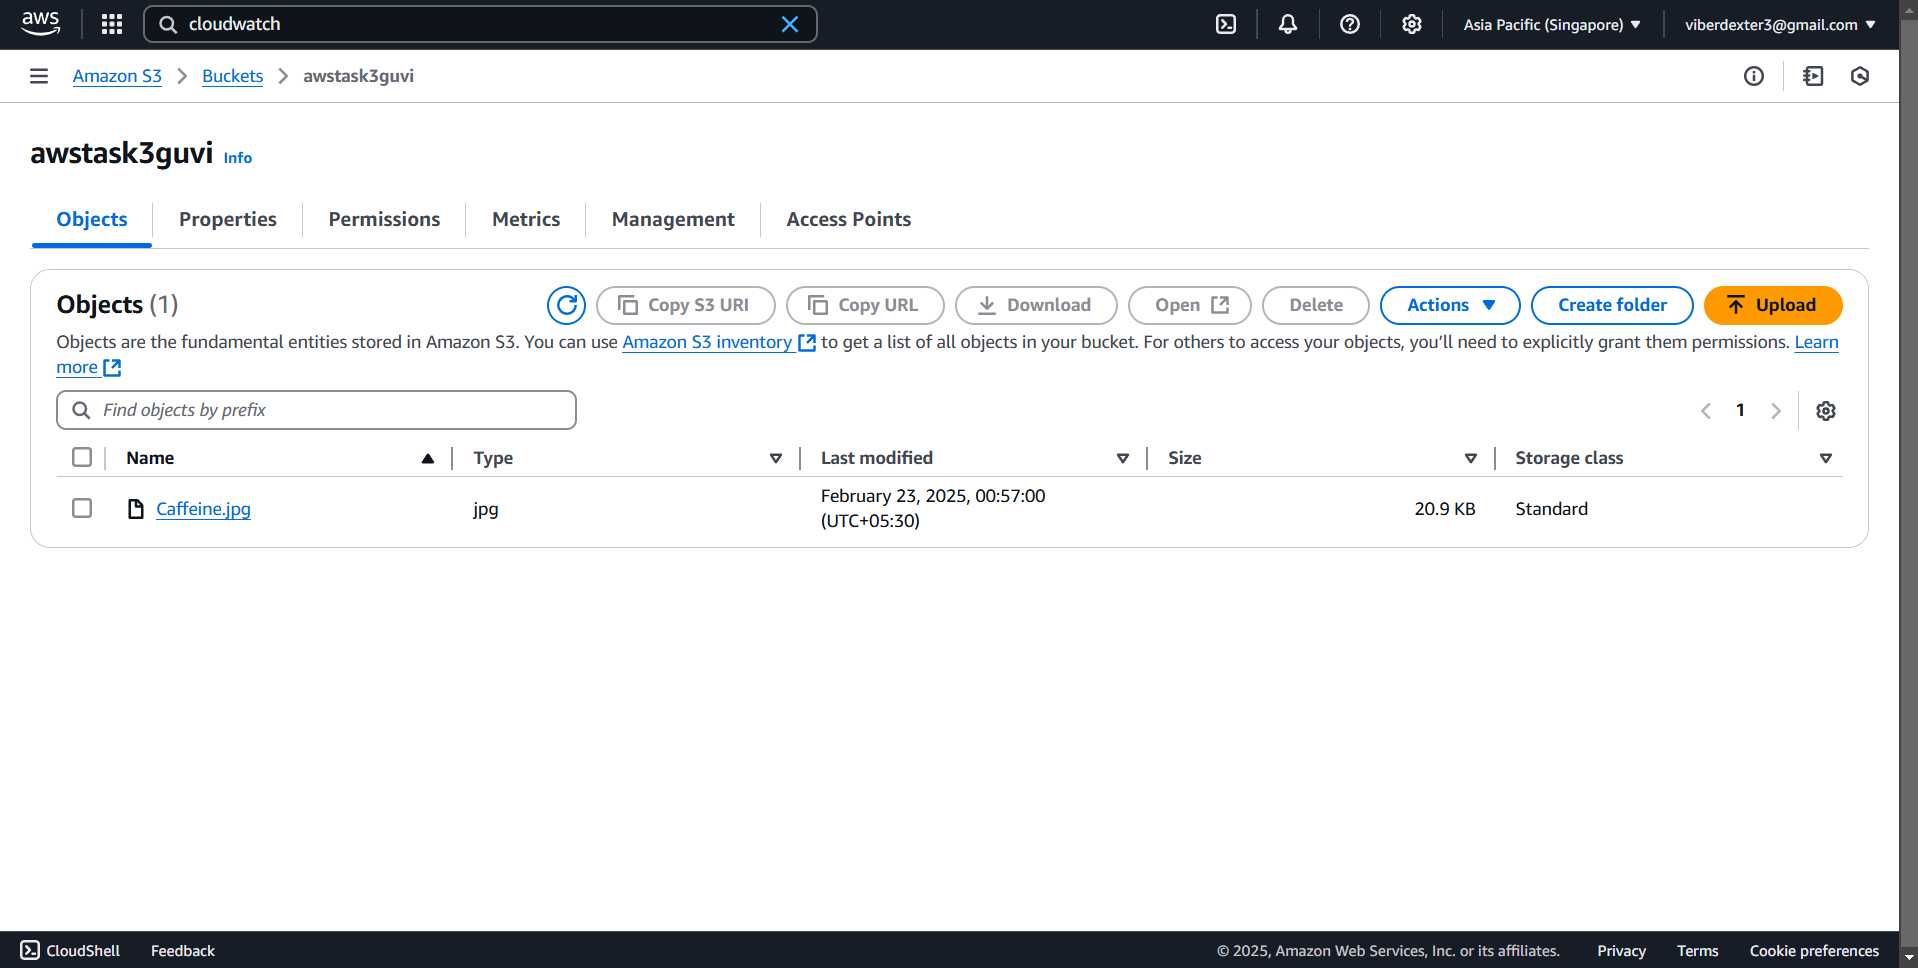 aws
cloudwatch
Asia Pacific (Singapore)
viberdexter3@gmail.com
Amazon S3
Buckets
awstask3guvi
awstask3guvi Info
Objects
Properties
Permissions
Metrics
Management
Access Points
Objects (1)
Copy S3 URI
Copy URL
Download
Open
Delete
Actions
Create folder
Upload
Objects are the fundamental entities stored in Amazon S3. You can use Amazon S3 inventory to get a list of all objects in your bucket. For others to access your objects, you’ll need to explicitly grant them permissions. Learn
more
Find objects by prefix
1
Name
Type
Last modified
Size
Storage class
Caffeine.jpg
jpg
February 23, 2025, 00:57:00
(UTC+05:30)
20.9 KB
Standard
CloudShell
Feedback
© 2025, Amazon Web Services, Inc. or its affiliates.
Privacy
Terms
Cookie preferences